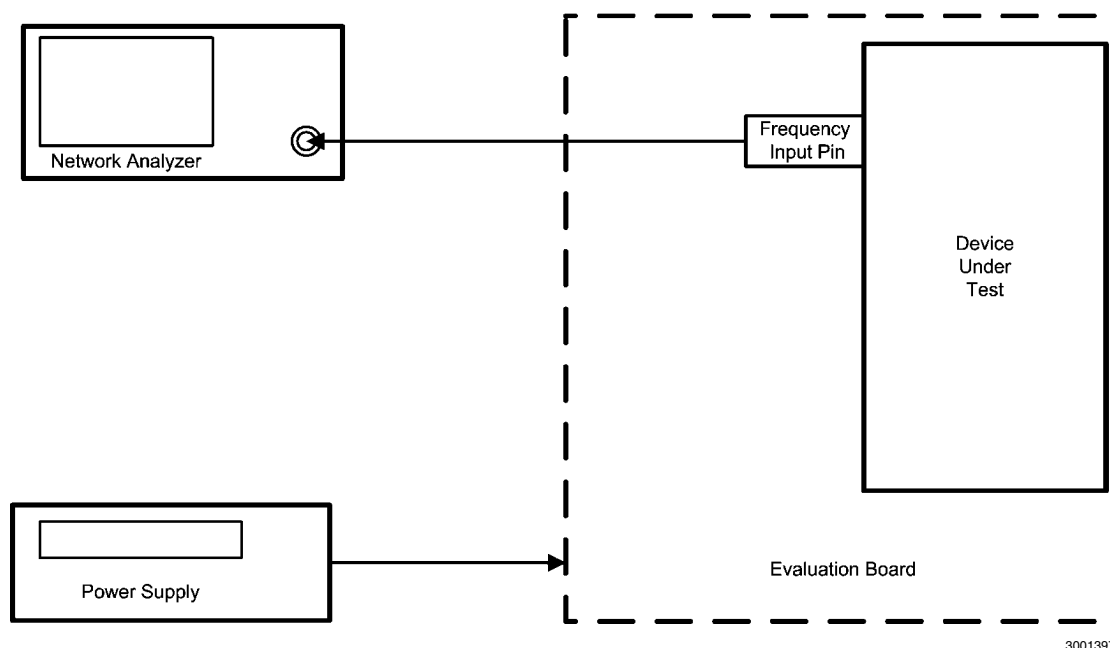 Network Analyzer
Frequency
Input Pin
Device
Under
Test
Power Supply
Evaluation Board